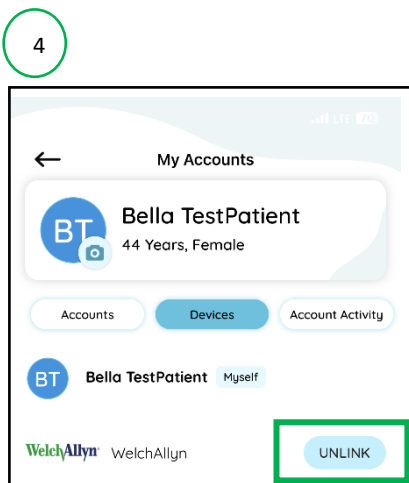 4
LTE 70
My Accounts
BT
Bella TestPatient
44 Years, Female
Accounts Devices Account Activity
BT Bella TestPatient Myself
WelchAllyn WelchAllyn UNLINK